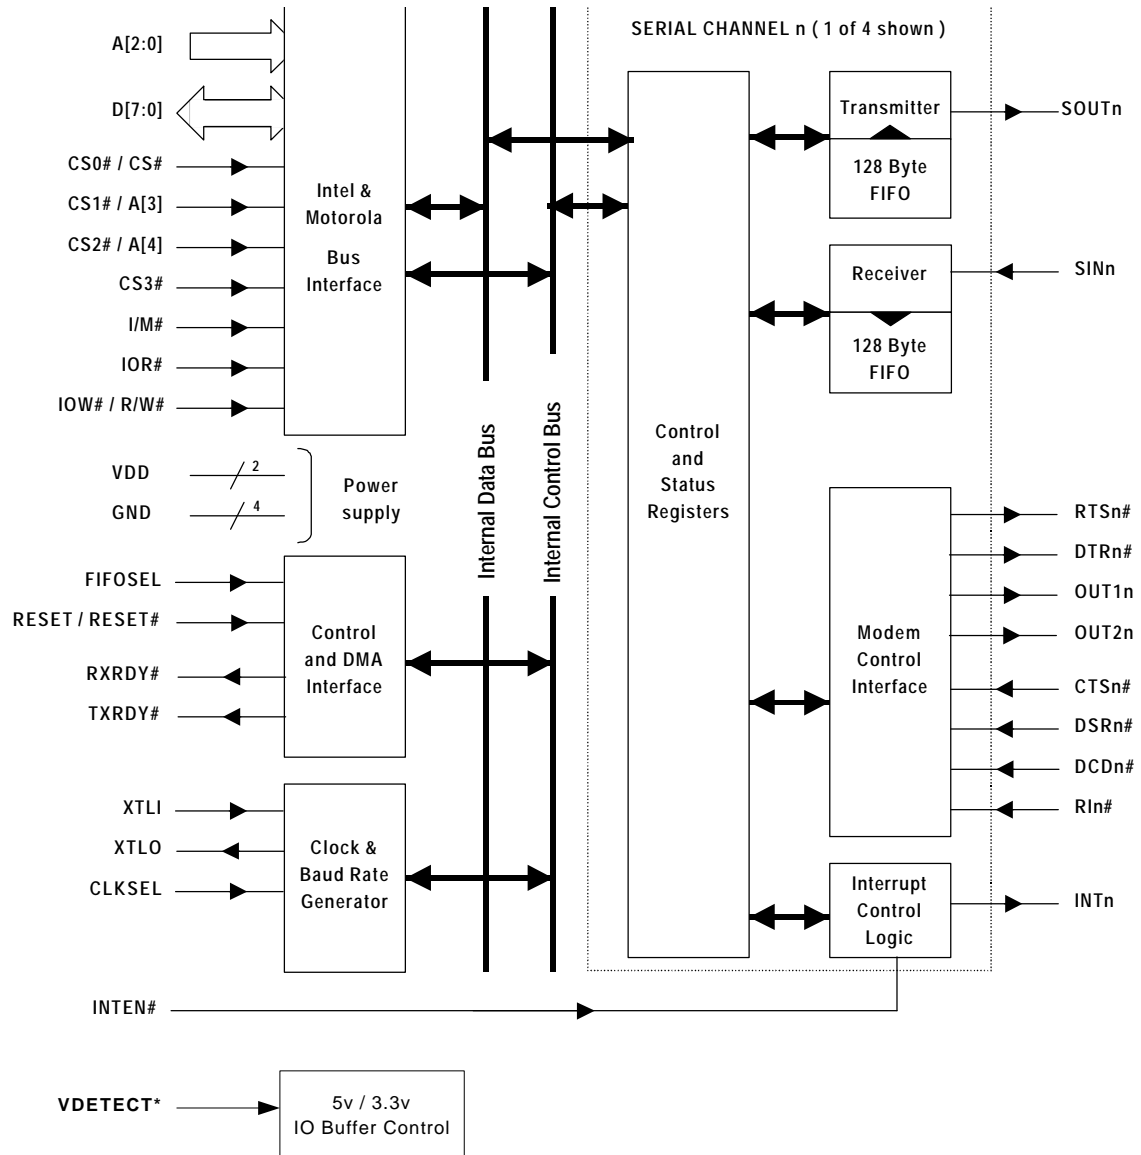 SERIAL CHANNEL n ( 1 of 4 shown )
A[2:0]
D[7:0]
CS0# / CS#
CS1# / A[3]
CS2# / A[4]
CS3#
I/M#
IOR#
IOW# / R/W#
Intel &
Motorola
Bus
Interface
VDD
2
GND
4
Power
supply
FIFOSEL
RESET / RESET#
RXRDY#
TXRDY#
Control
and DMA
Interface
XTLI
XTLO
CLKSEL
Clock &
Baud Rate
Generator
INTEN#
VDETECT*
5v / 3.3v
IO Buffer Control
Internal Data Bus
Internal Control Bus
Control
and
Status
Registers
Transmitter
128 Byte
FIFO
SOUTn
Receiver
128 Byte
FIFO
SINn
Modem
Control
Interface
RTSn#
DTRn#
OUT1n
OUT2n
CTSn#
DSRn#
DCDn#
RIn#
Interrupt
Control
Logic
INTn